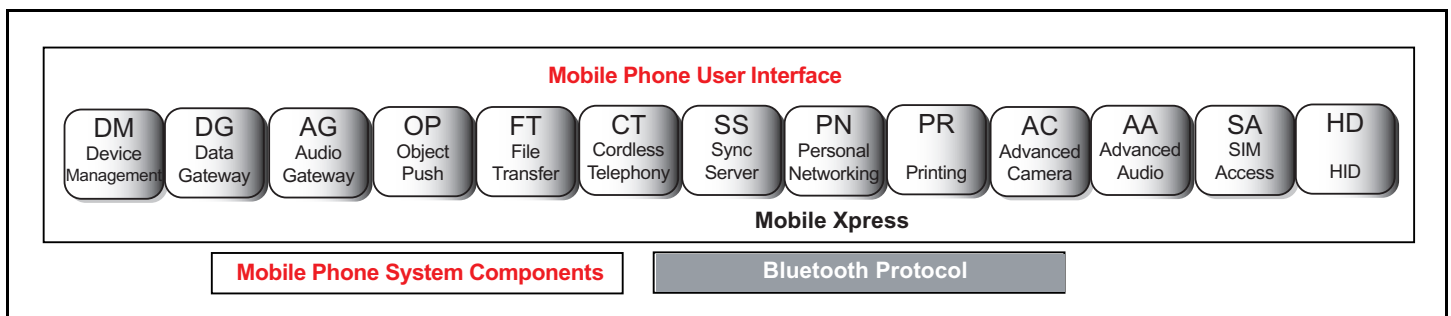 Mobile Phone User Interface
DM
Device
Management
DG
Data
Gateway
AG
Audio
Gateway
OP
Object
Push
FT
File
Transfer
CT
Cordless
Telephony
SS
Sync
Server
PN
Personal
Networking
PR
Printing
AC
Advanced
Camera
AA
Advanced
Audio
SA
SIM
Access
HD
HID
Mobile Xpress
Mobile Phone System Components
Bluetooth Protocol